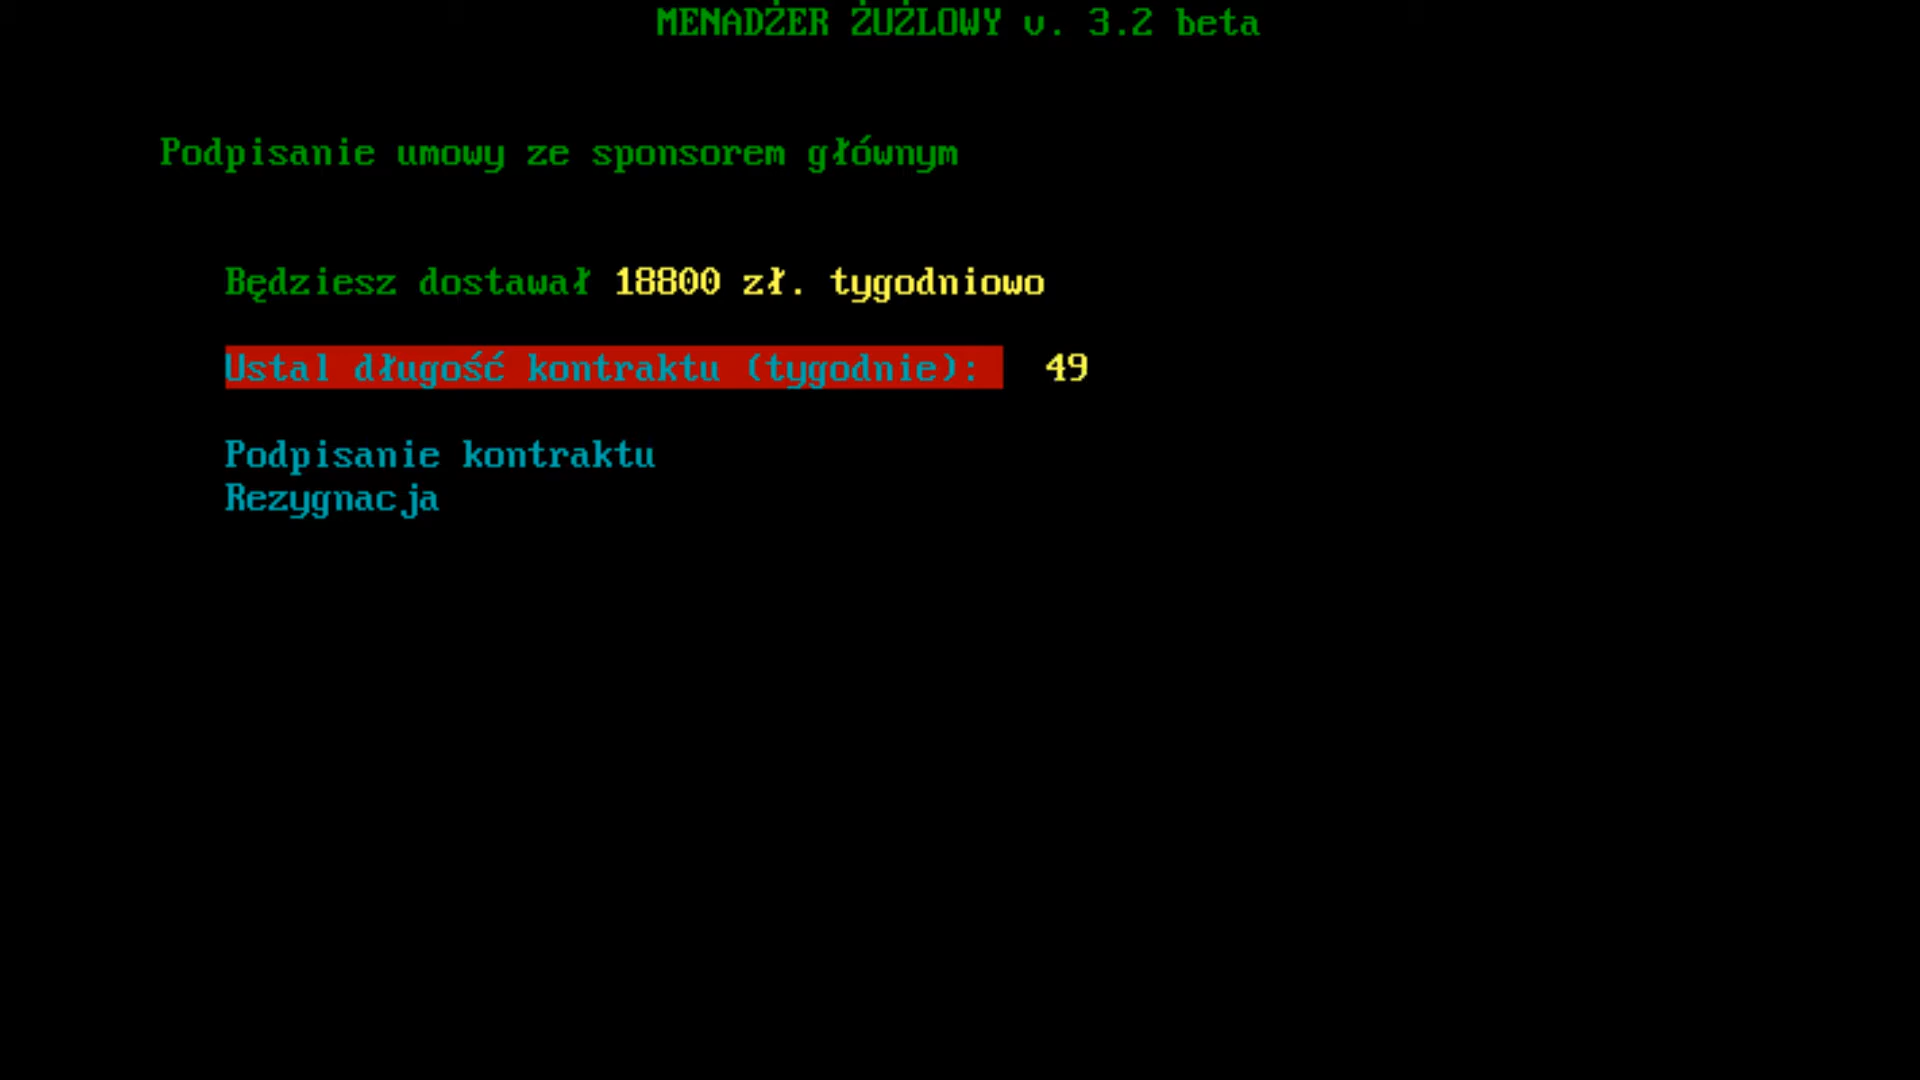 MENADŻER ŻUŻLOWY v. 3.2 beta
Podpisanie umowy ze sponsorem głównym
Będziesz dostawał 18800 zł. tygodniowo
Ustal długość kontraktu (tygodnie): 49
Podpisanie kontraktu
Rezygnacja